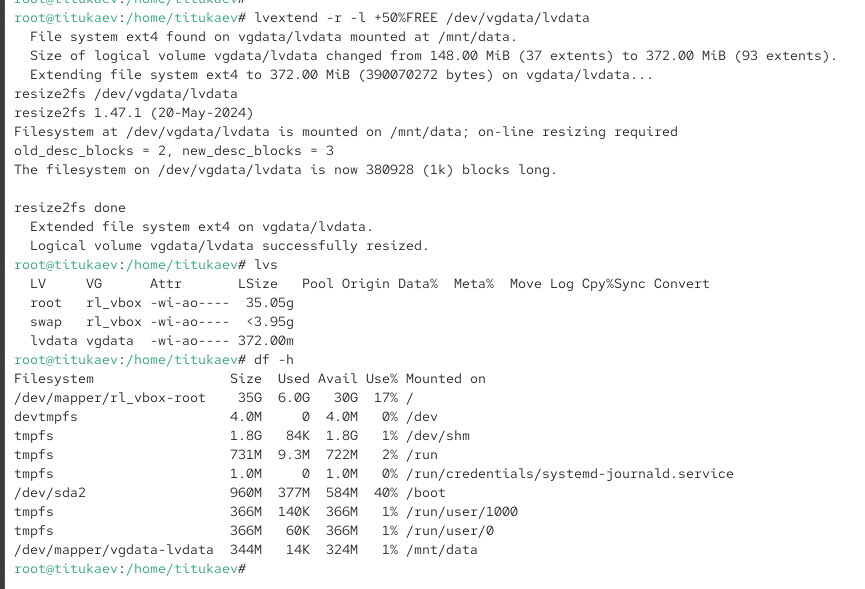 root@titukaev:/home/titukaev# lvextend -r -l +50%FREE /dev/vgdata/lvdata
  File system ext4 found on vgdata/lvdata mounted at /mnt/data.
  Size of logical volume vgdata/lvdata changed from 148.00 MiB (37 extents) to 372.00 MiB (93 extents).
  Extending file system ext4 to 372.00 MiB (390070272 bytes) on vgdata/lvdata...
resize2fs /dev/vgdata/lvdata
resize2fs 1.47.1 (20-May-2024)
Filesystem at /dev/vgdata/lvdata is mounted on /mnt/data; on-line resizing required
old_desc_blocks = 2, new_desc_blocks = 3
The filesystem on /dev/vgdata/lvdata is now 380928 (1k) blocks long.

resize2fs done
  Extended file system ext4 on vgdata/lvdata.
  Logical volume vgdata/lvdata successfully resized.
root@titukaev:/home/titukaev# lvs
  LV     VG      Attr       LSize   Pool Origin Data%  Meta%  Move Log Cpy%Sync Convert
  root   rl_vbox -wi-ao----  35.05g
  swap   rl_vbox -wi-ao----  <3.95g
  lvdata vgdata  -wi-ao---- 372.00m
root@titukaev:/home/titukaev# df -h
Filesystem                 Size  Used Avail Use% Mounted on
/dev/mapper/rl_vbox-root    35G  6.0G   30G  17% /
devtmpfs                   4.0M     0  4.0M   0% /dev
tmpfs                      1.8G   84K  1.8G   1% /dev/shm
tmpfs                      731M  9.3M  722M   2% /run
tmpfs                      1.0M     0  1.0M   0% /run/credentials/systemd-journald.service
/dev/sda2                  960M  377M  584M  40% /boot
tmpfs                      366M  140K  366M   1% /run/user/1000
tmpfs                      366M   60K  366M   1% /run/user/0
/dev/mapper/vgdata-lvdata  344M   14K  324M   1% /mnt/data
root@titukaev:/home/titukaev#